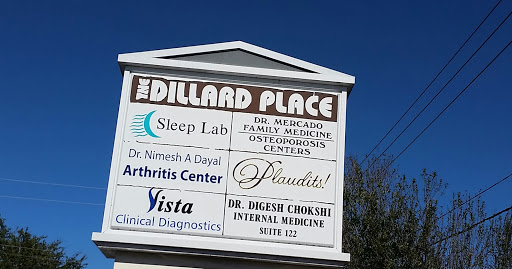 THE DILLARD PLACE
Sleep Lab
DR. MERCADO
FAMILY MEDICINE
OSTEOPOROSIS
CENTERS
Dr. Nimesh A Dayal
Arthritis Center
Plaudits!
Vista
Clinical Diagnostics
DR. DIGESH CHOKSHI
INTERNAL MEDICINE
SUITE 122